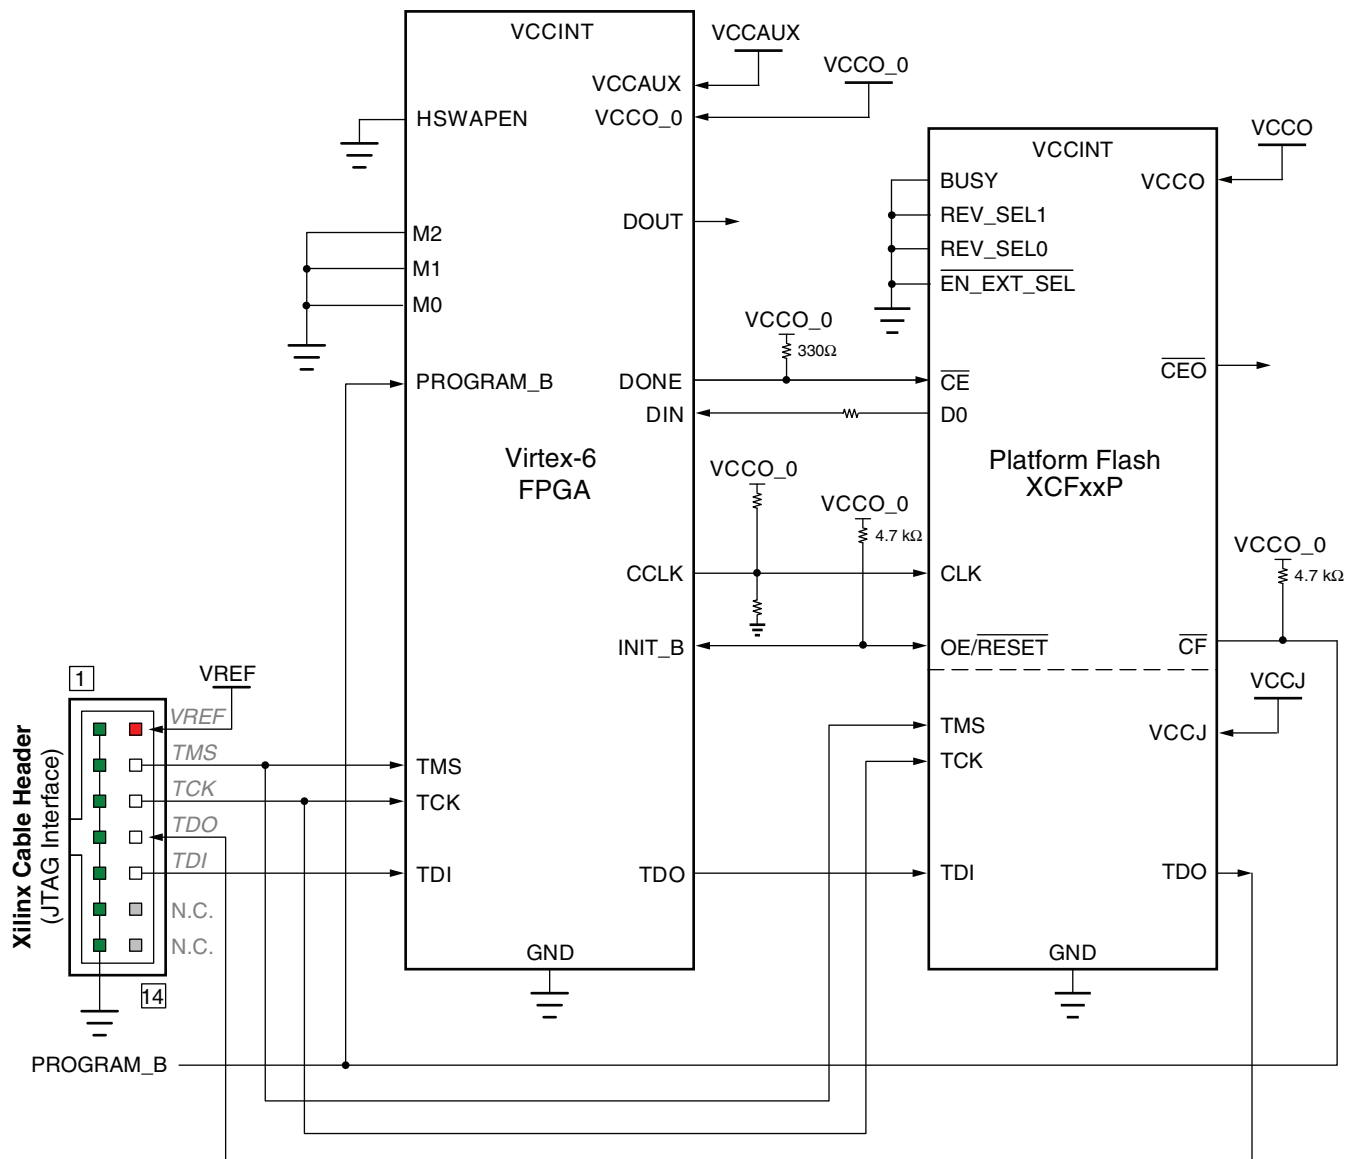 VCCINT
VCCAUX
VCCAUX
VCCO_0
HSWAPEN
VCCO_0
DOUT
M2
M1
M0
PROGRAM_B
DONE
DIN
Virtex-6
FPGA
CCLK
INIT_B
TMS
TCK
TDI
TDO
GND
VCCO_0
330Ω
VCCO_0
VCCO_0
4.7 kΩ
VCCINT
VCCO
VCCO
BUSY
REV_SEL1
REV_SEL0
EN_EXT_SEL
CE
CEO
D0
Platform Flash
XCFxxP
CLK
VCCO_0
4.7 kΩ
OE/RESET
CF
VCCJ
TMS
VCCJ
TCK
TDI
TDO
GND
1
VREF
VREF
TMS
TCK
TDO
TDI
N.C.
N.C.
14
Xilinx Cable Header
(JTAG Interface)
PROGRAM_B